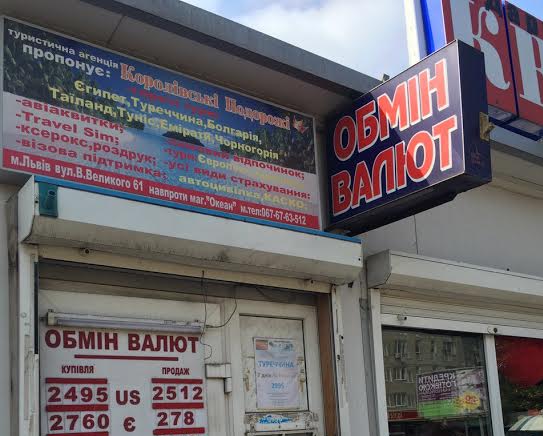 туристична агенція
пропонує:
Королівські Подорожі
Єгипет,Туреччина,Болгарія,
Таїланд,Туніс,Емірати,Чорногорія
-авіаквитки;
відпочинок;
-Travel Sim;
-ксерокс,роздрук;
-усі види страхування;
-візова підтримка;
автоцивілка,КАСКО;
м.Львів вул.В.Великого 61 навпроти маг."Океан" м.тел:067-67-63-512
ОБМІН
ВАЛЮТ
ОБМІН ВАЛЮТ
КУПІВЛЯ ПРОДАЖ
2495 US 2512
2760 € 278
ТУРЕЧЧИНА
КРЕДИТИ